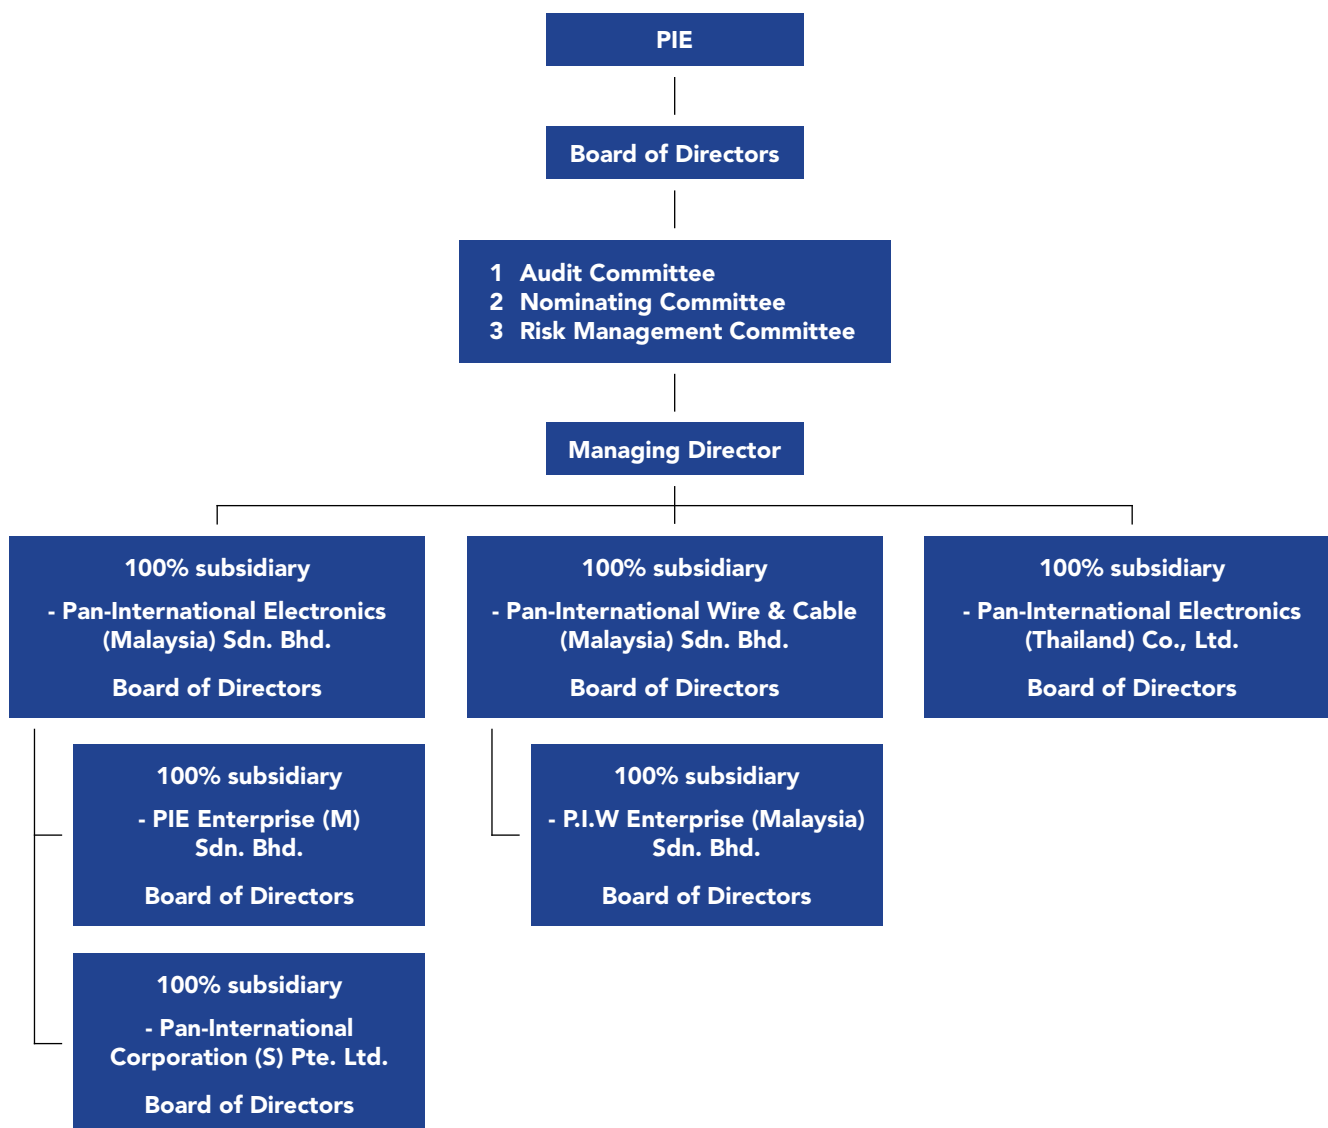 PIE
Board of Directors
1 Audit Committee
2 Nominating Committee
3 Risk Management Committee
Managing Director
100% subsidiary
- Pan-International Electronics
(Malaysia) Sdn. Bhd.
Board of Directors
100% subsidiary
- Pan-International Wire & Cable
(Malaysia) Sdn. Bhd.
Board of Directors
100% subsidiary
- Pan-International Electronics
(Thailand) Co., Ltd.
Board of Directors
100% subsidiary
- PIE Enterprise (M)
Sdn. Bhd.
Board of Directors
100% subsidiary
- P.I.W Enterprise (Malaysia)
Sdn. Bhd.
Board of Directors
100% subsidiary
- Pan-International
Corporation (S) Pte. Ltd.
Board of Directors